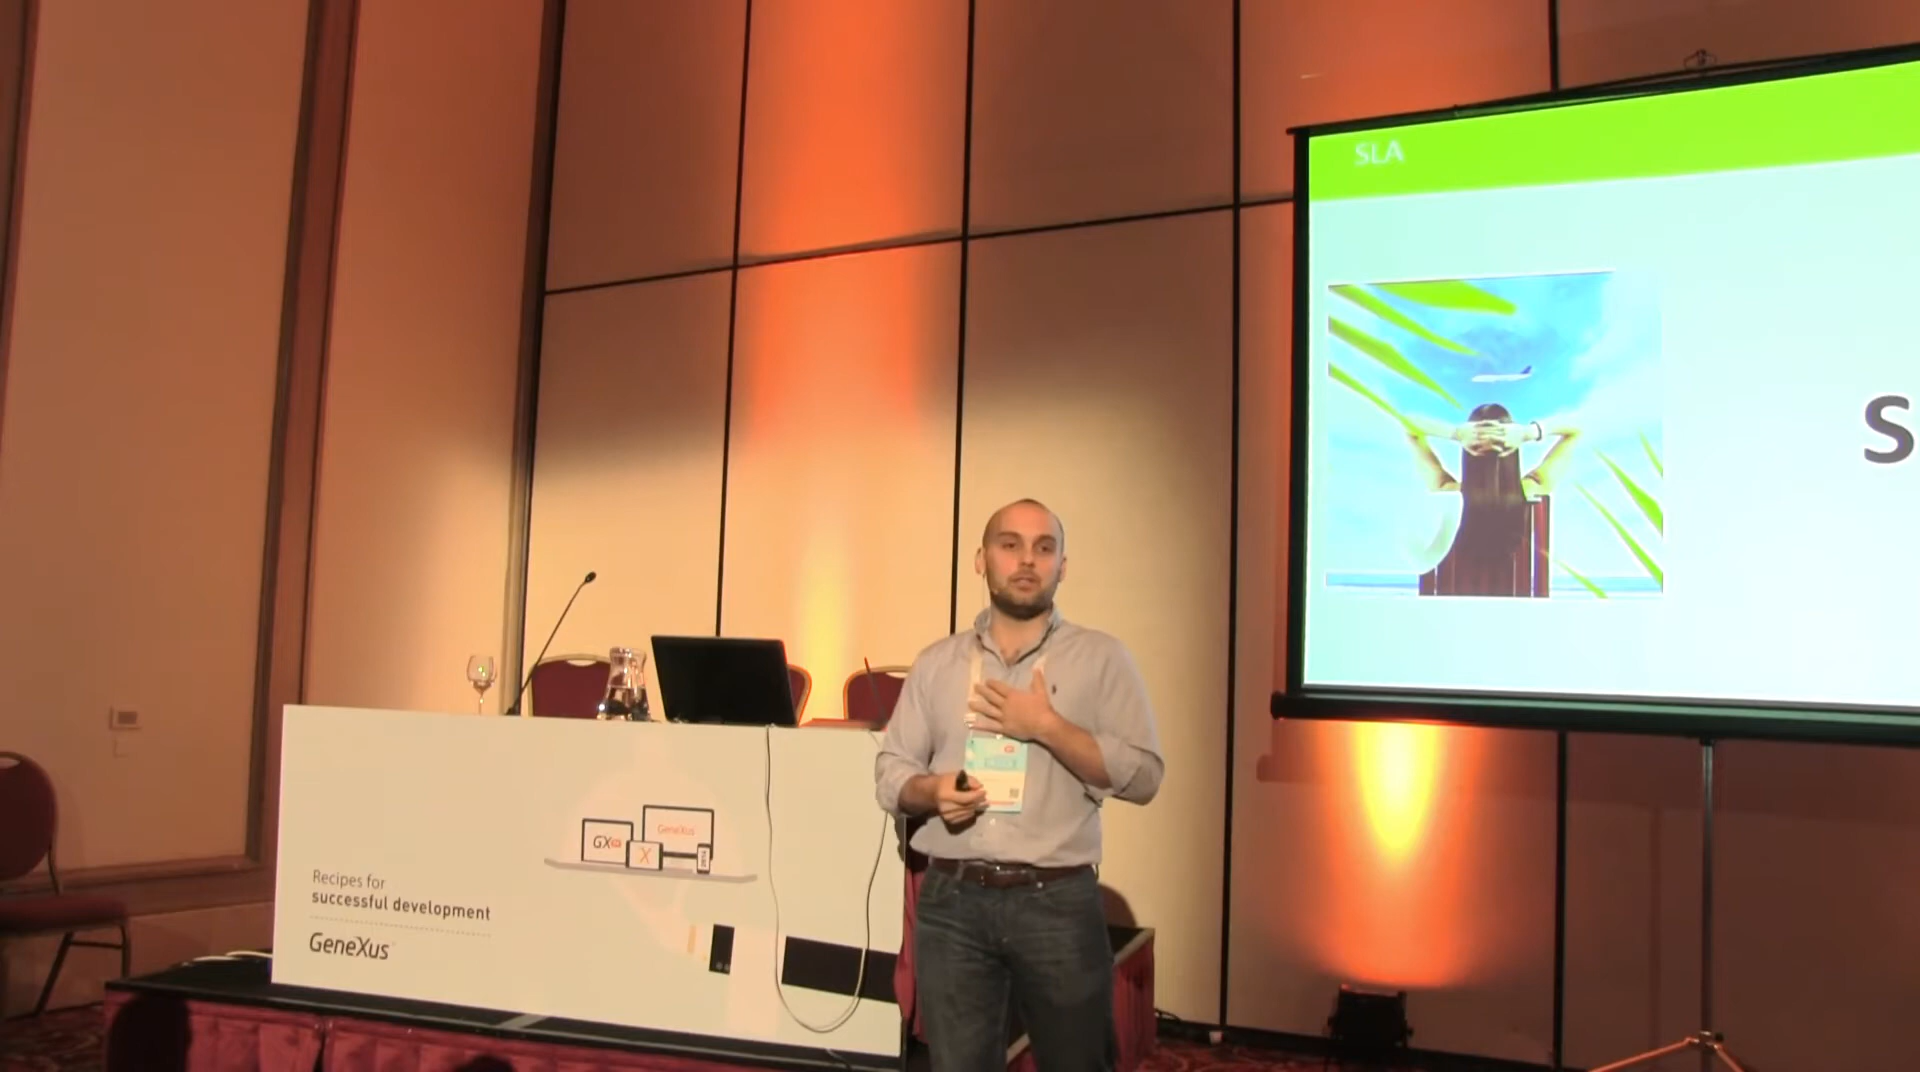 SLA
S
GeneXus
GX
X
Recipes for
successful development
GeneXus